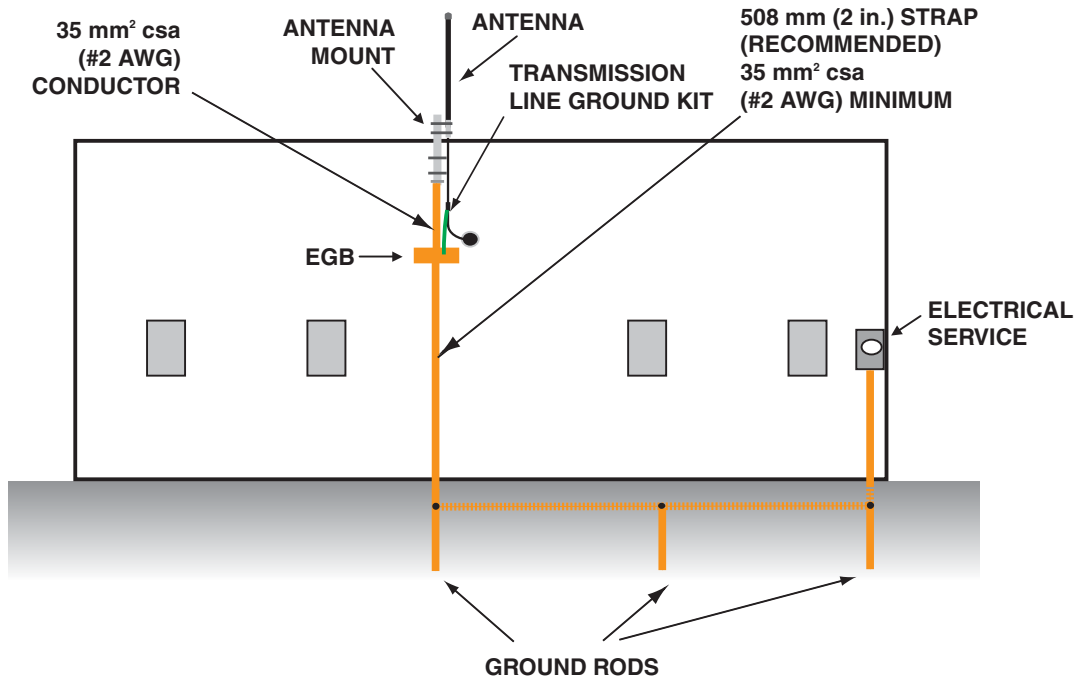 35 mm² csa
(#2 AWG)
CONDUCTOR
ANTENNA
MOUNT
ANTENNA
TRANSMISSION
LINE GROUND KIT
508 mm (2 in.) STRAP
(RECOMMENDED)
35 mm² csa
(#2 AWG) MINIMUM
EGB
ELECTRICAL
SERVICE
GROUND RODS